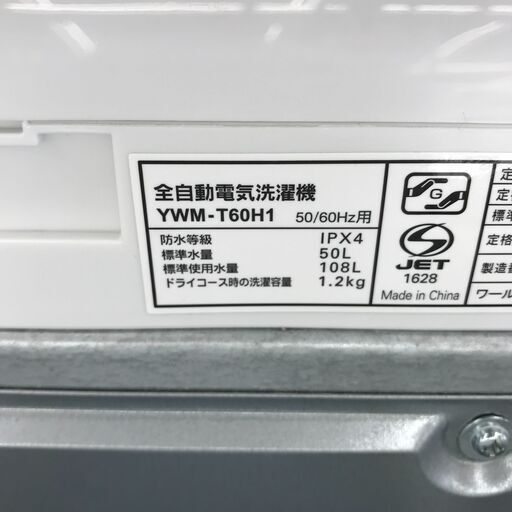 全自動電気洗濯機
YWM-T60H1 50/60Hz用
防水等級 IPX4
標準水量 50L
標準使用水量 108L
ドライコース時の洗濯容量 1.2kg
G
S
JET
1628
Made in China
定
定
標準
定格
製造
ワール